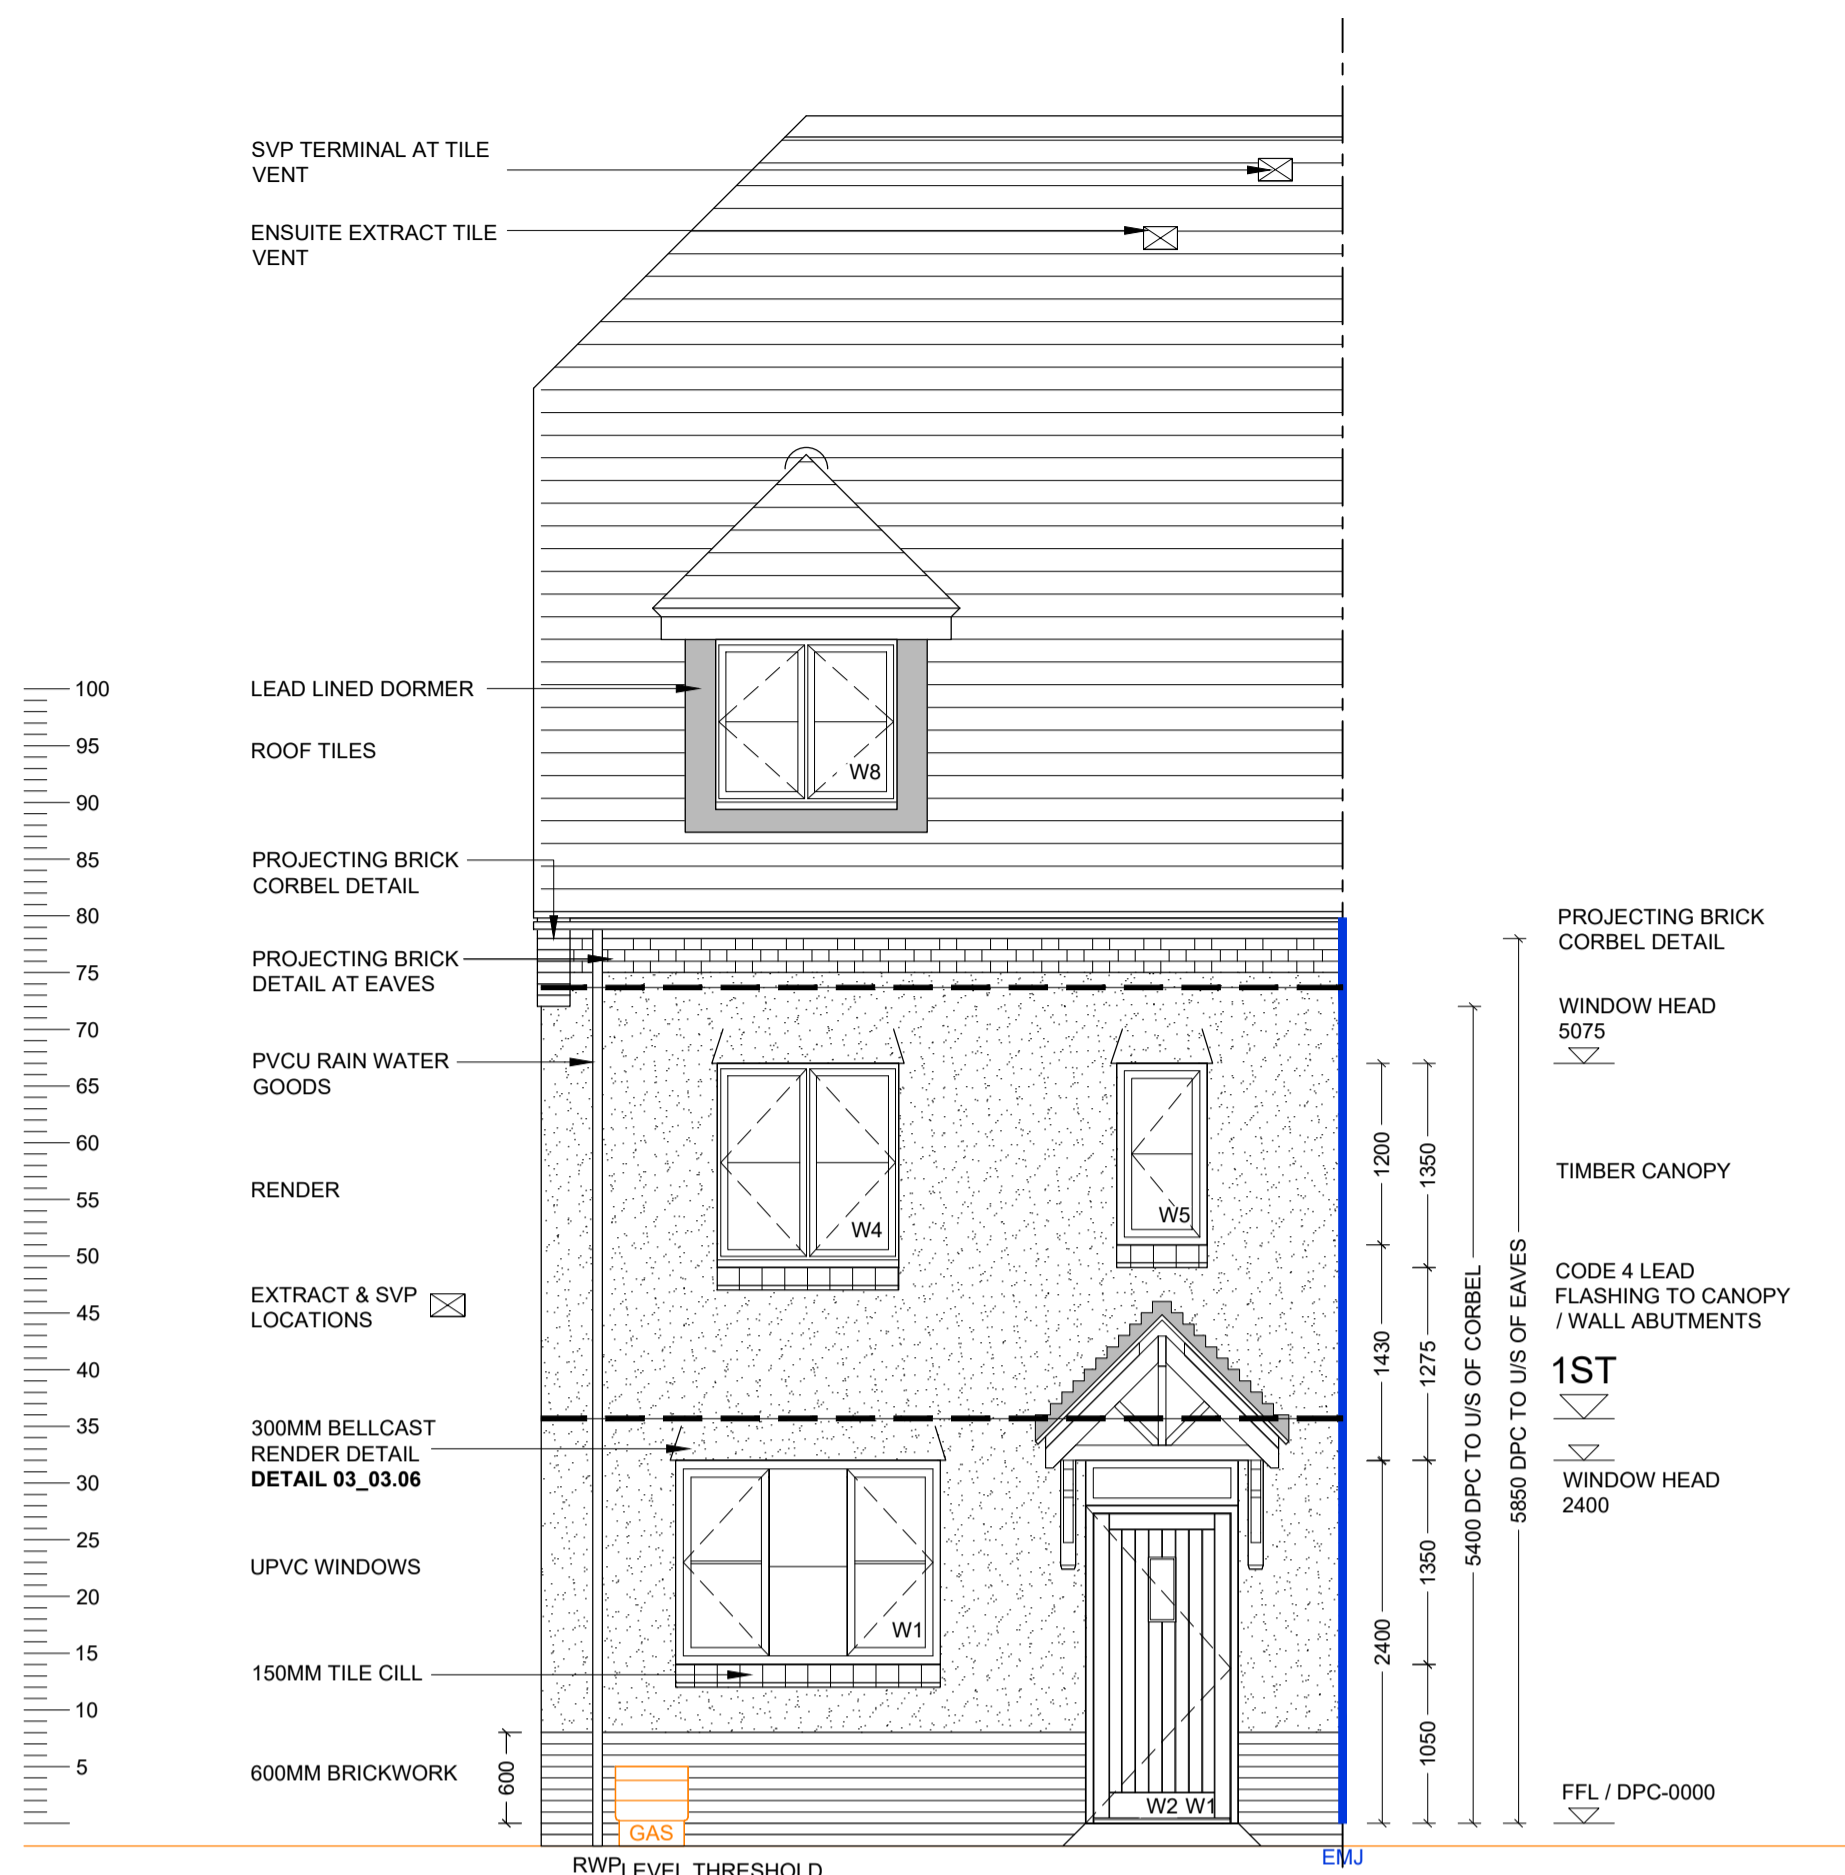 SVP TERMINAL AT TILE
VENT
ENSUITE EXTRACT TILE
VENT
LEAD LINED DORMER
ROOF TILES
PROJECTING BRICK
CORBEL DETAIL
PROJECTING BRICK
DETAIL AT EAVES
PVCU RAIN WATER
GOODS
RENDER
EXTRACT & SVP
LOCATIONS
300MM BELLCAST
RENDER DETAIL
DETAIL 03_03.06
UPVC WINDOWS
150MM TILE CILL
600MM BRICKWORK
100
95
90
85
80
75
70
65
60
55
50
45
40
35
30
25
20
15
10
5
W8
W4
W5
W1
W2 W1
600
GAS
RWP
LEVEL THRESHOLD
EMJ
1200
1430
2400
1350
1275
1350
1050
5400 DPC TO U/S OF CORBEL
5850 DPC TO U/S OF EAVES
PROJECTING BRICK
CORBEL DETAIL
WINDOW HEAD
5075
TIMBER CANOPY
CODE 4 LEAD
FLASHING TO CANOPY
/ WALL ABUTMENTS
1ST
WINDOW HEAD
2400
FFL / DPC-0000